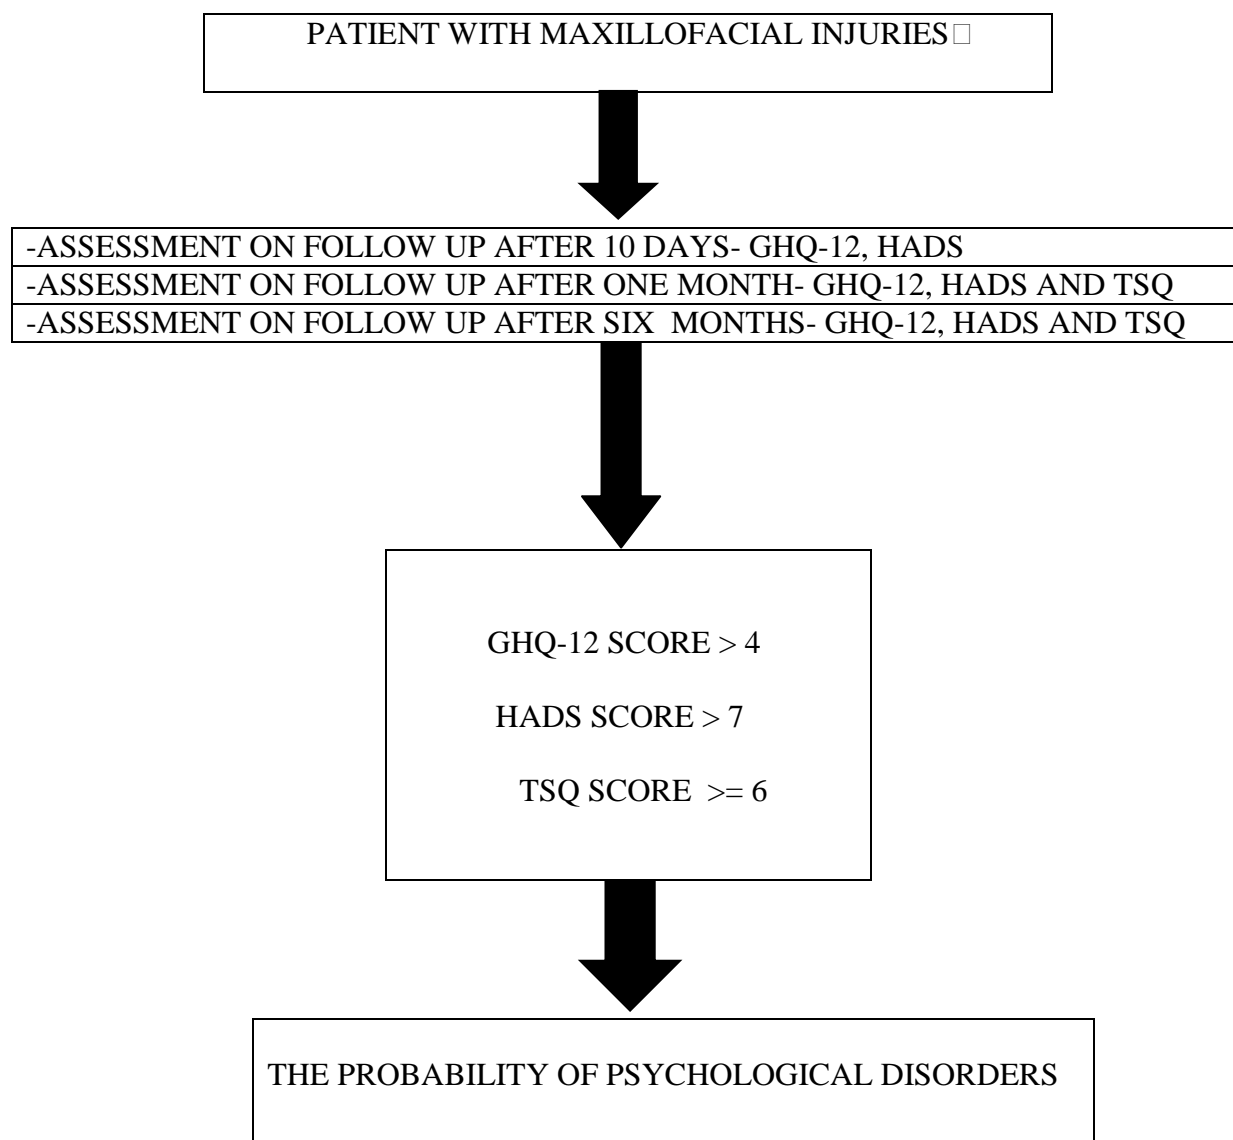 PATIENT WITH MAXILLOFACIAL INJURIES□
-ASSESSMENT ON FOLLOW UP AFTER 10 DAYS- GHQ-12, HADS
-ASSESSMENT ON FOLLOW UP AFTER ONE MONTH- GHQ-12, HADS AND TSQ
-ASSESSMENT ON FOLLOW UP AFTER SIX  MONTHS- GHQ-12, HADS AND TSQ
GHQ-12 SCORE > 4
HADS SCORE > 7
TSQ SCORE  >= 6
THE PROBABILITY OF PSYCHOLOGICAL DISORDERS